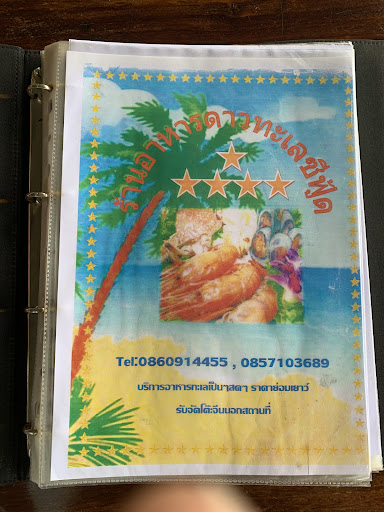 ร้านอาหารดาวทะเลซีฟู้ด
Tel:0860914455 , 0857103689
บริการอาหารทะเลเป็นๆสดๆ ราคาย่อมเยาว์
รับจัดโต๊ะจีนนอกสถานที่